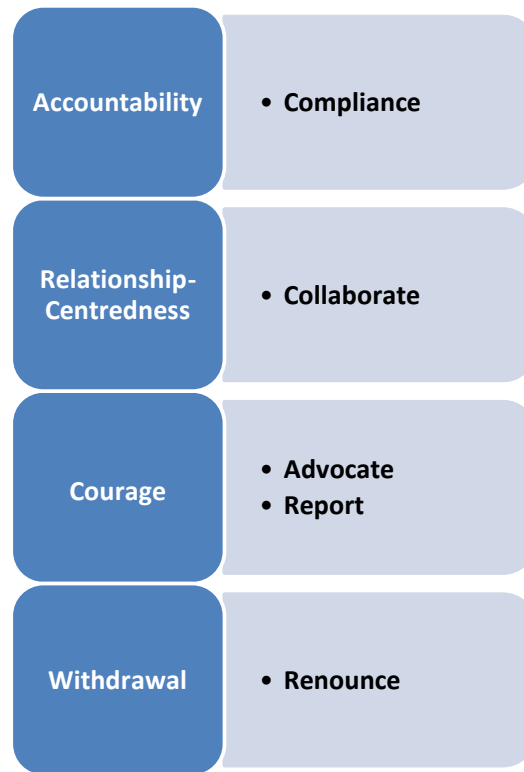 Accountability
• Compliance
Relationship-
Centredness
• Collaborate
Courage
• Advocate
• Report
Withdrawal
• Renounce